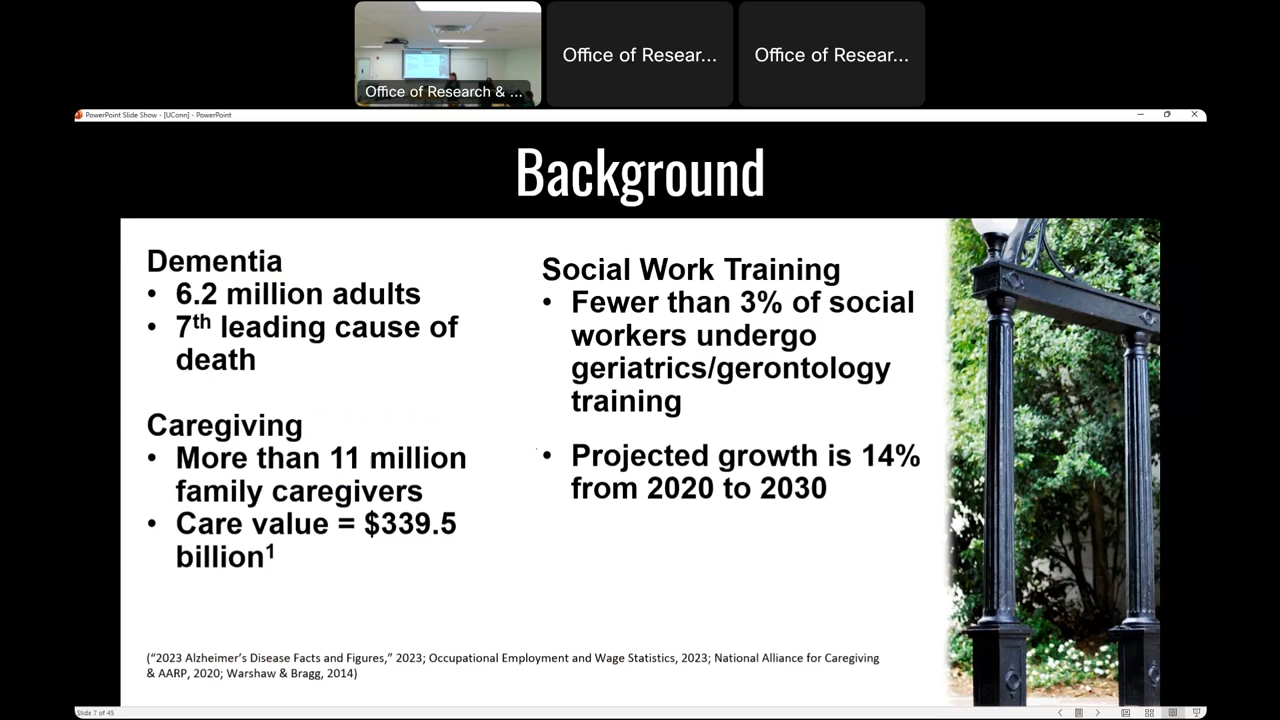 Office of Research & ...
Office of Resear...
Office of Resear...
PowerPoint Slide Show - [UConn] - PowerPoint
Background
Dementia
• 6.2 million adults
• 7th leading cause of
death
Caregiving
• More than 11 million
family caregivers
• Care value = $339.5
billion1
Social Work Training
• Fewer than 3% of social
workers undergo
geriatrics/gerontology
training
• Projected growth is 14%
from 2020 to 2030
("2023 Alzheimer's Disease Facts and Figures," 2023; Occupational Employment and Wage Statistics, 2023; National Alliance for Caregiving
& AARP, 2020; Warshaw & Bragg, 2014)
Slide 7 of 45